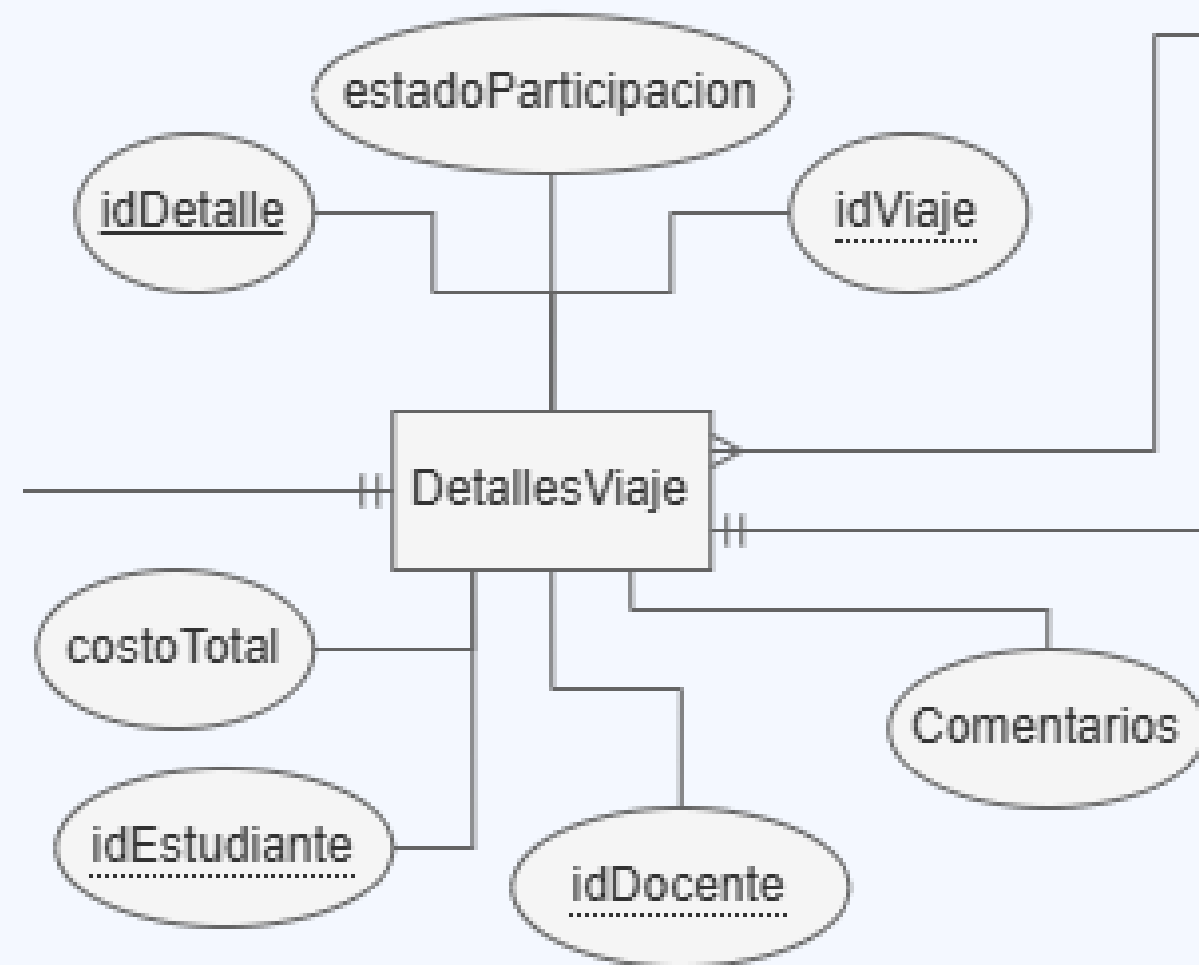 estadoParticipacion
idDetalle
idViaje
DetallesViaje
costoTotal
Comentarios
idEstudiante
idDocente